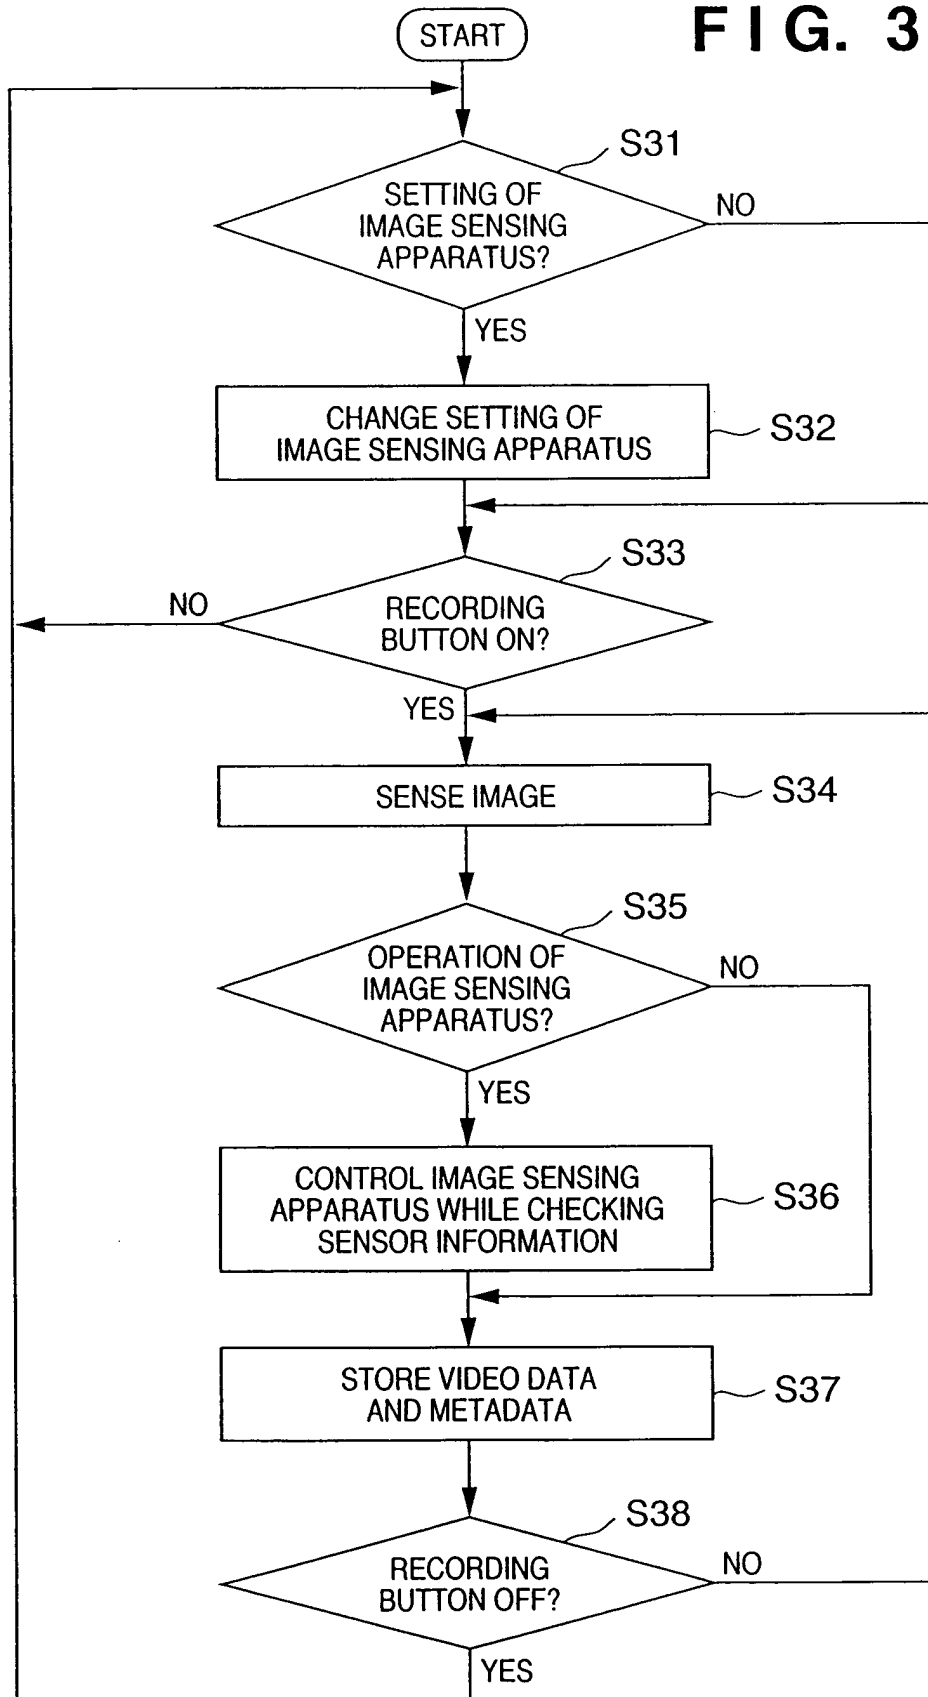 FIG. 3
START
S31
SETTING OF
IMAGE SENSING
APPARATUS?
NO
YES
CHANGE SETTING OF
IMAGE SENSING APPARATUS
S32
S33
RECORDING
BUTTON ON?
NO
YES
SENSE IMAGE
S34
S35
OPERATION OF
IMAGE SENSING
APPARATUS?
NO
YES
CONTROL IMAGE SENSING
APPARATUS WHILE CHECKING
SENSOR INFORMATION
S36
STORE VIDEO DATA
AND METADATA
S37
S38
RECORDING
BUTTON OFF?
NO
YES